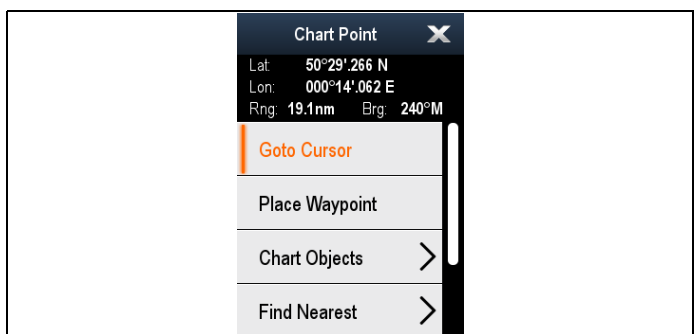 Chart Point X
Lat: 50°29'.266 N
Lon: 000°14'.062 E
Rng: 19.1nm Brg: 240°M
Goto Cursor
Place Waypoint
Chart Objects
Find Nearest